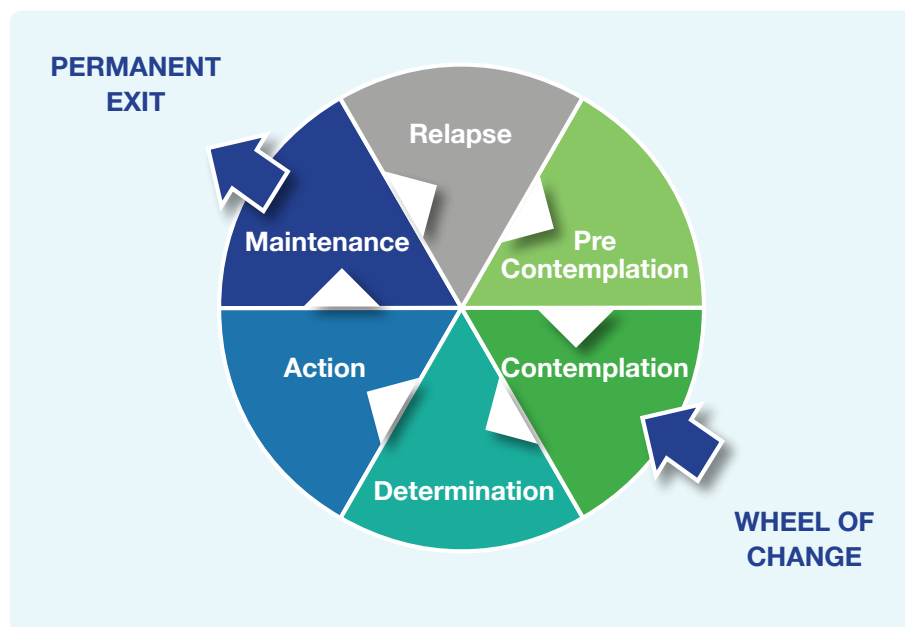 PERMANENT
EXIT
Relapse
Maintenance
Pre
Contemplation
Action
Contemplation
Determination
WHEEL OF
CHANGE